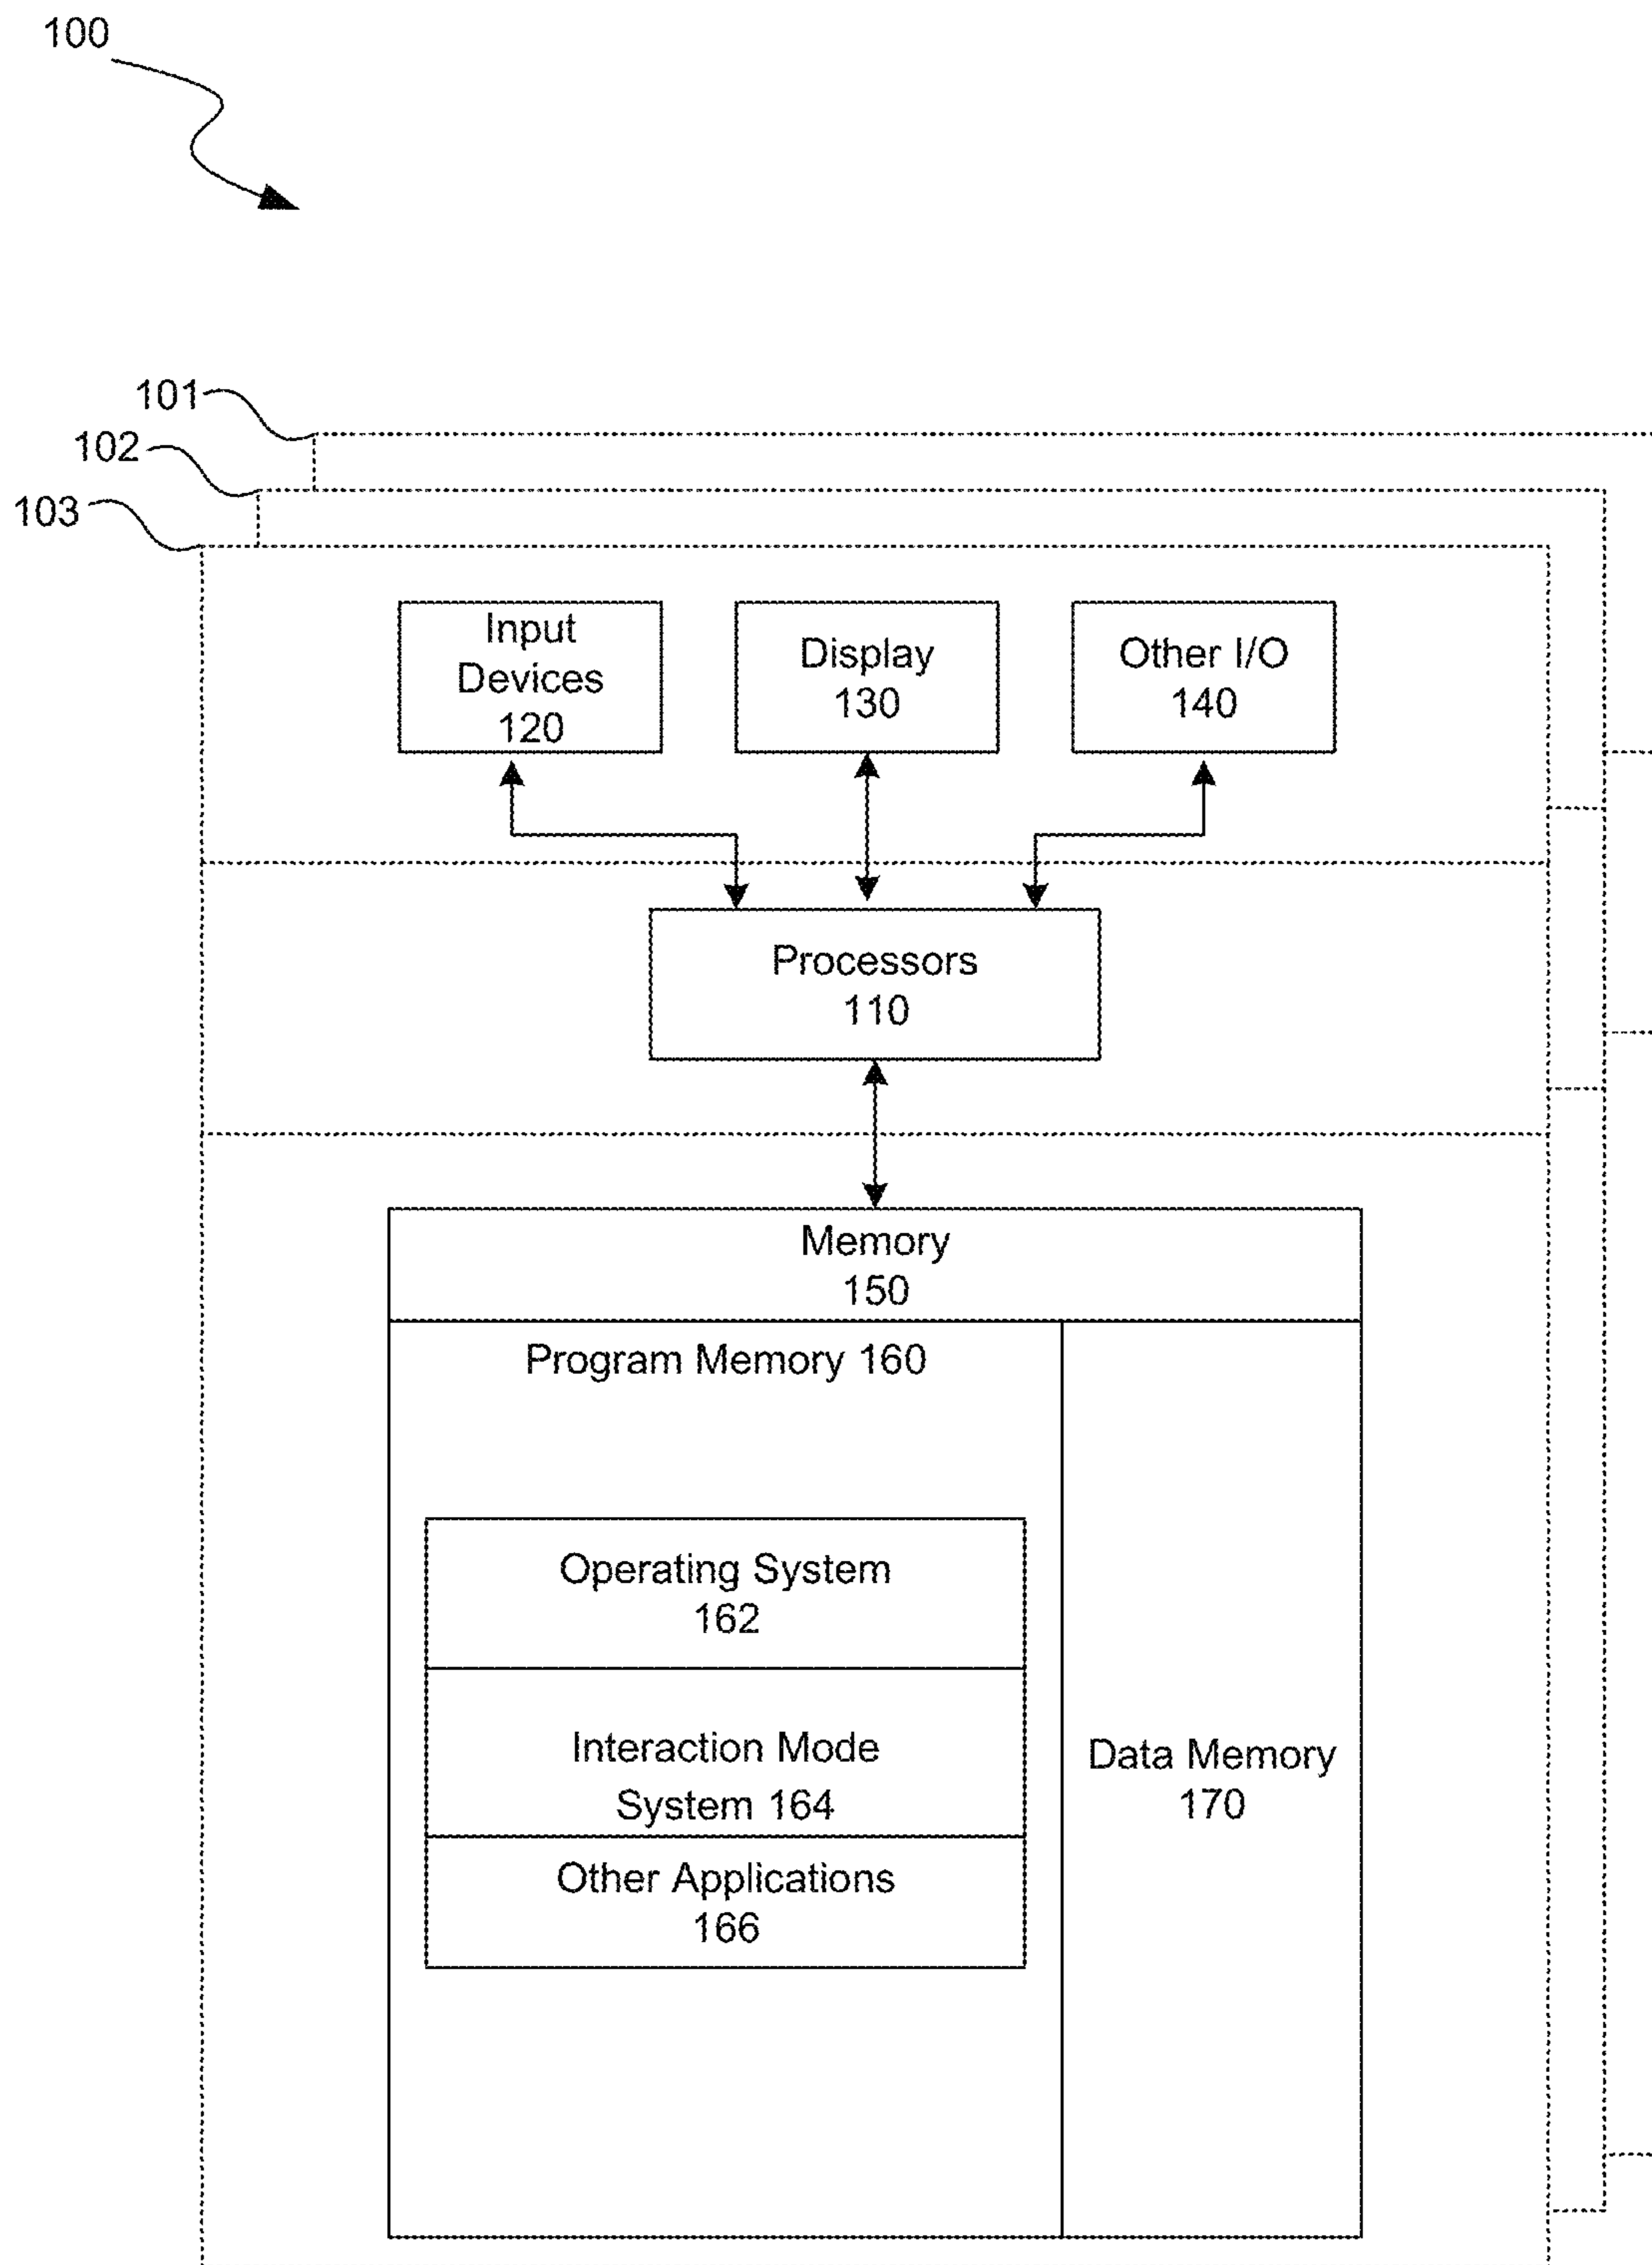 100
101
102
103
Input
Devices
120
Display
130
Other I/O
140
Processors
110
Memory
150
Program Memory 160
Operating System
162
Interaction Mode
System 164
Other Applications
166
Data Memory
170